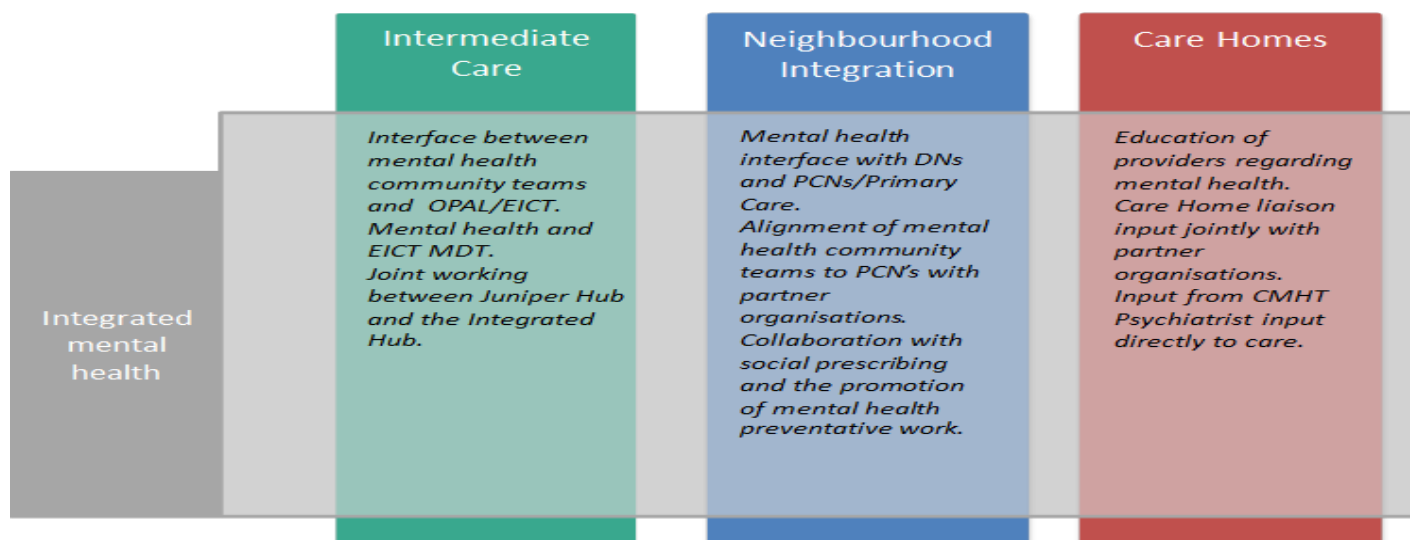 Intermediate
Care
Neighbourhood
Integration
Care Homes
Integrated
mental
health
Interface between
mental health
community teams
and OPAL/EICT.
Mental health and
EICT MDT.
Joint working
between Juniper Hub
and the Integrated
Hub.
Mental health
interface with DNs
and PCNs/Primary
Care.
Alignment of mental
health community
teams to PCN's with
partner
organisations.
Collaboration with
social prescribing
and the promotion
of mental health
preventative work.
Education of
providers regarding
mental health.
Care Home liaison
input jointly with
partner
organisations.
Input from CMHT
Psychiatrist input
directly to care.